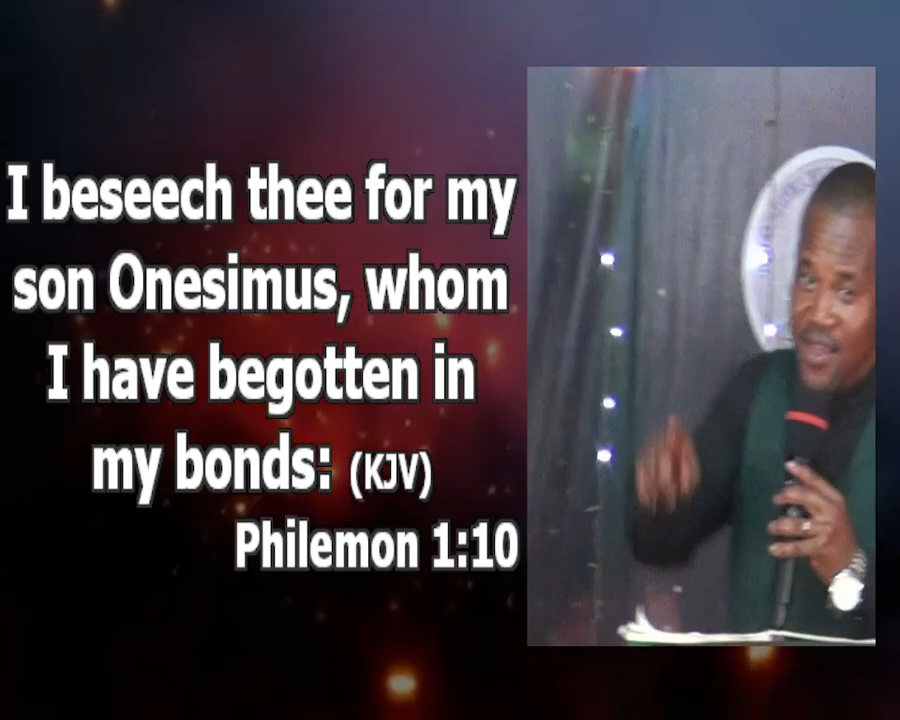 I beseech thee for my
son Onesimus, whom
I have begotten in
my bonds: (KJV)
Philemon 1:10